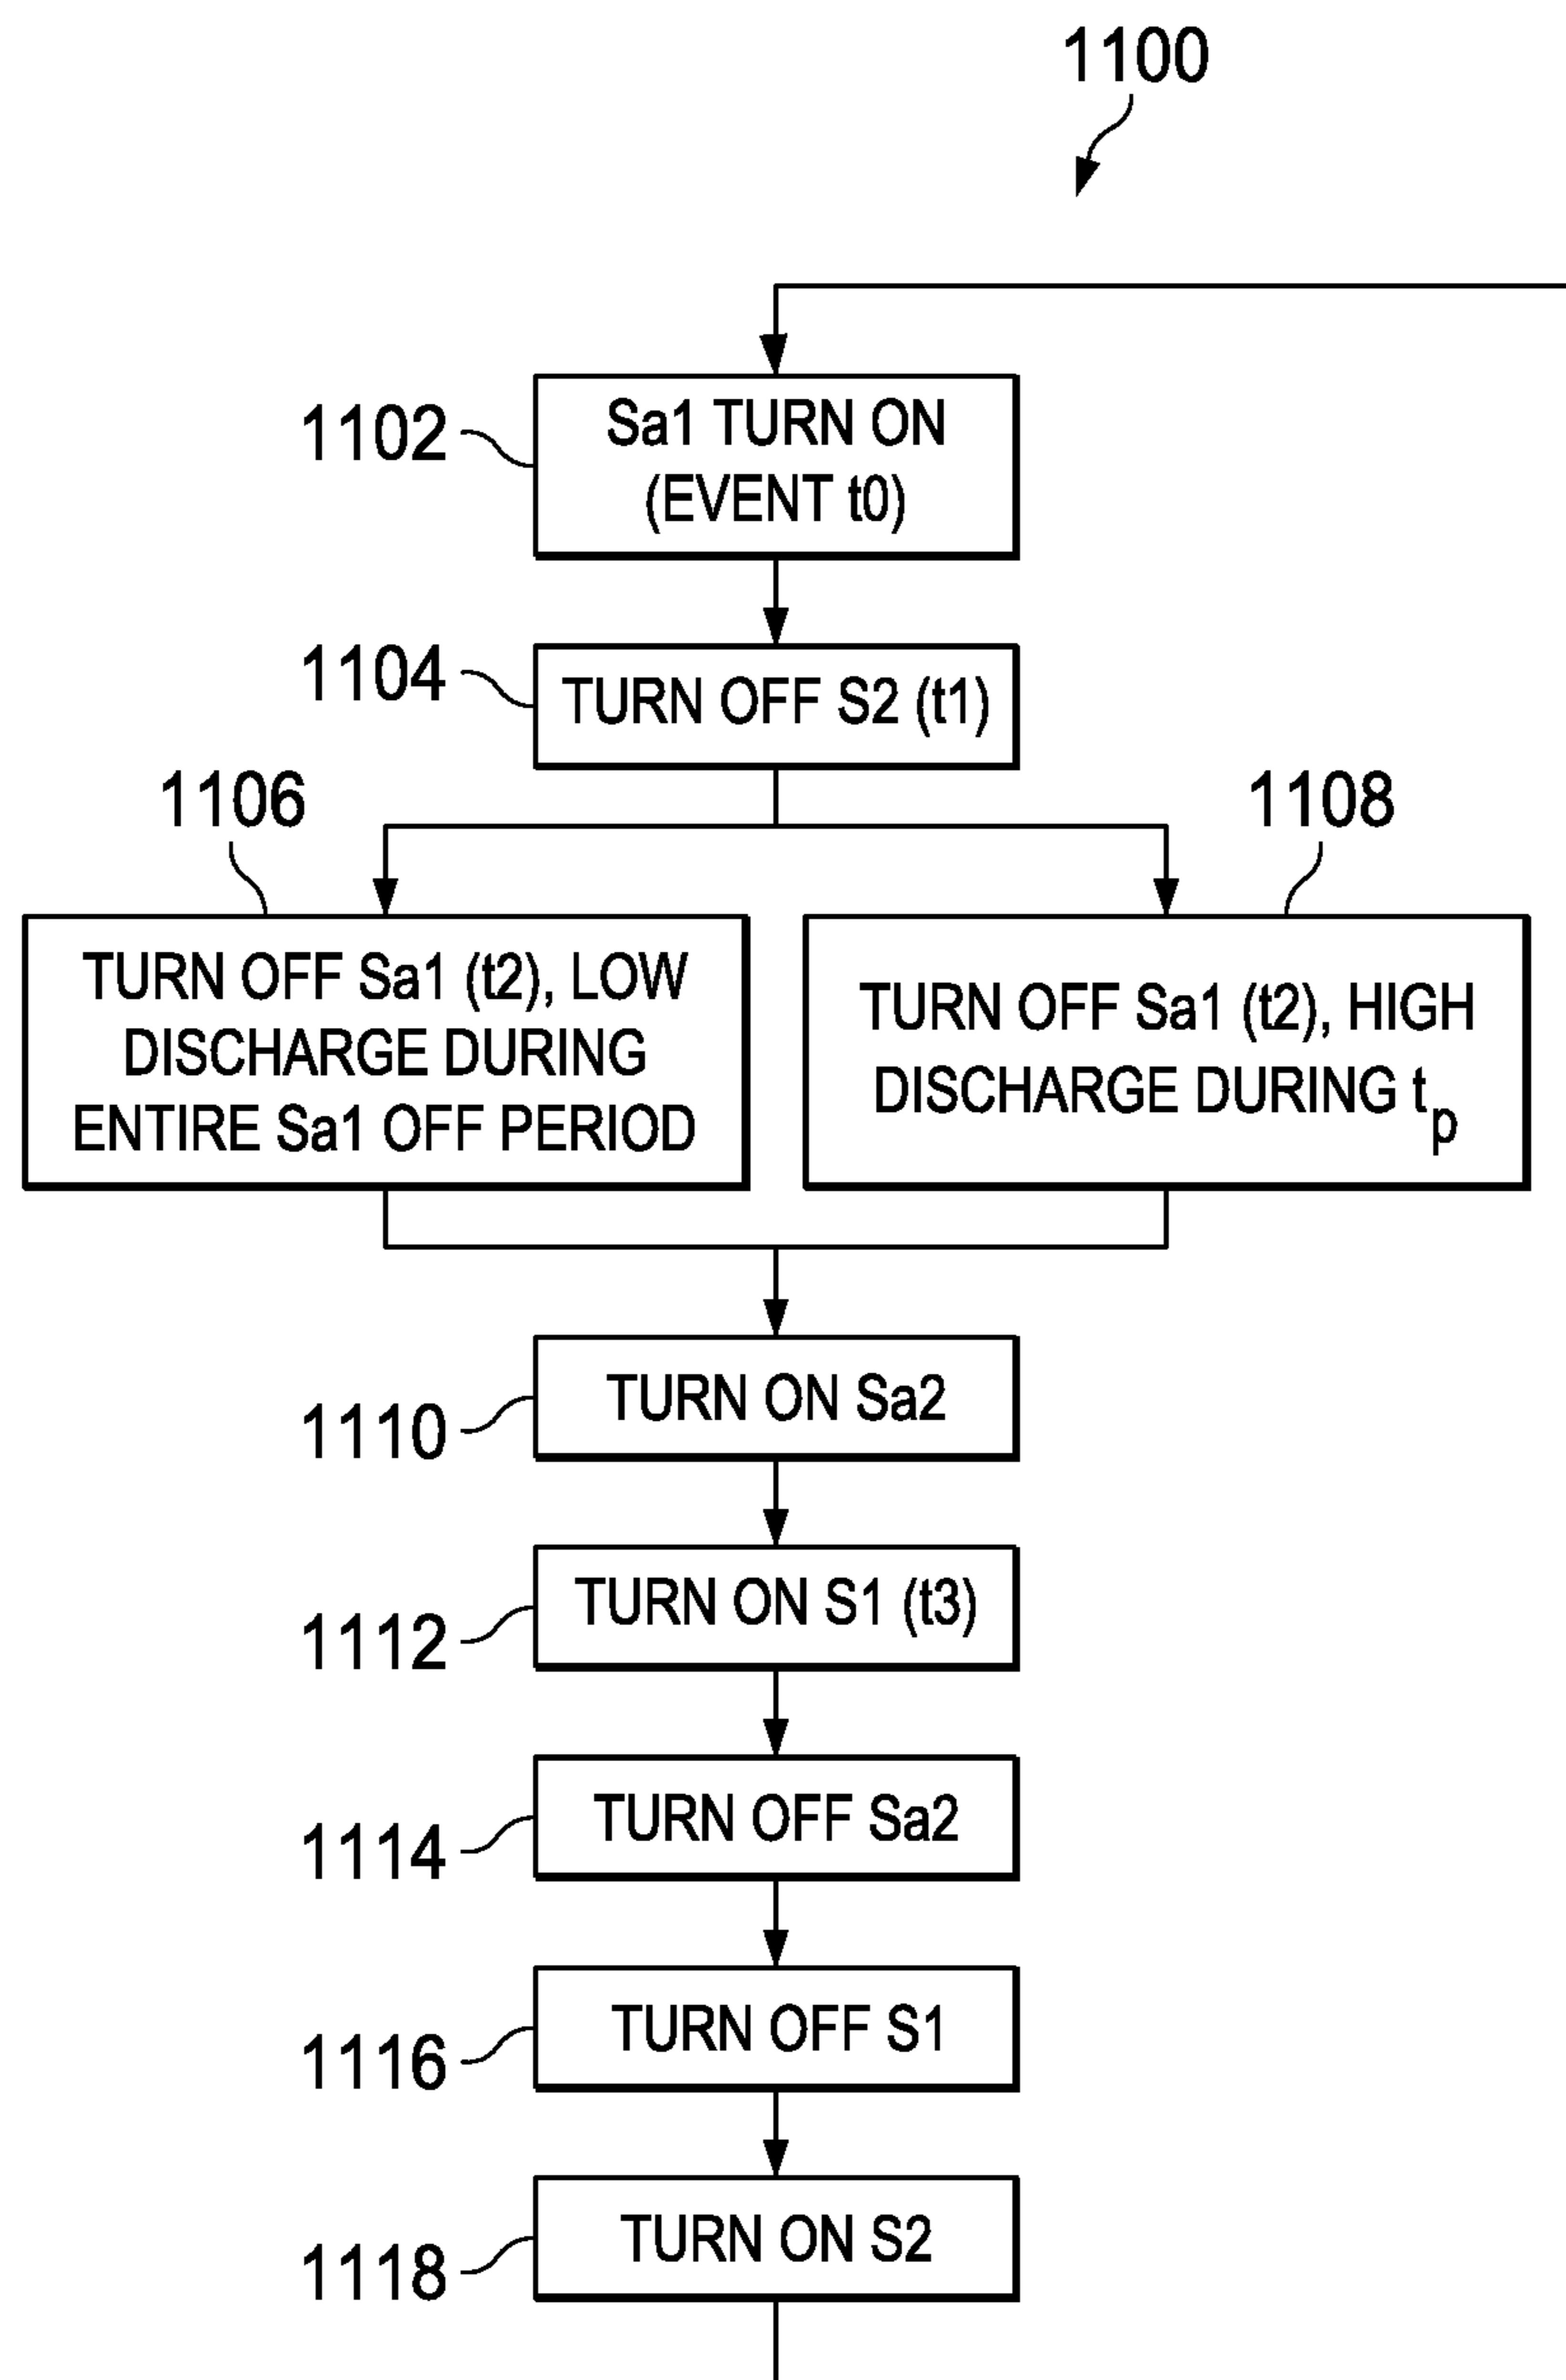 1100
1102
Sa1 TURN ON
(EVENT t0)
1104
TURN OFF S2 (t1)
1106
1108
TURN OFF Sa1 (t2), LOW
DISCHARGE DURING
ENTIRE Sa1 OFF PERIOD
TURN OFF Sa1 (t2), HIGH
DISCHARGE DURING tp
1110
TURN ON Sa2
1112
TURN ON S1 (t3)
1114
TURN OFF Sa2
1116
TURN OFF S1
1118
TURN ON S2